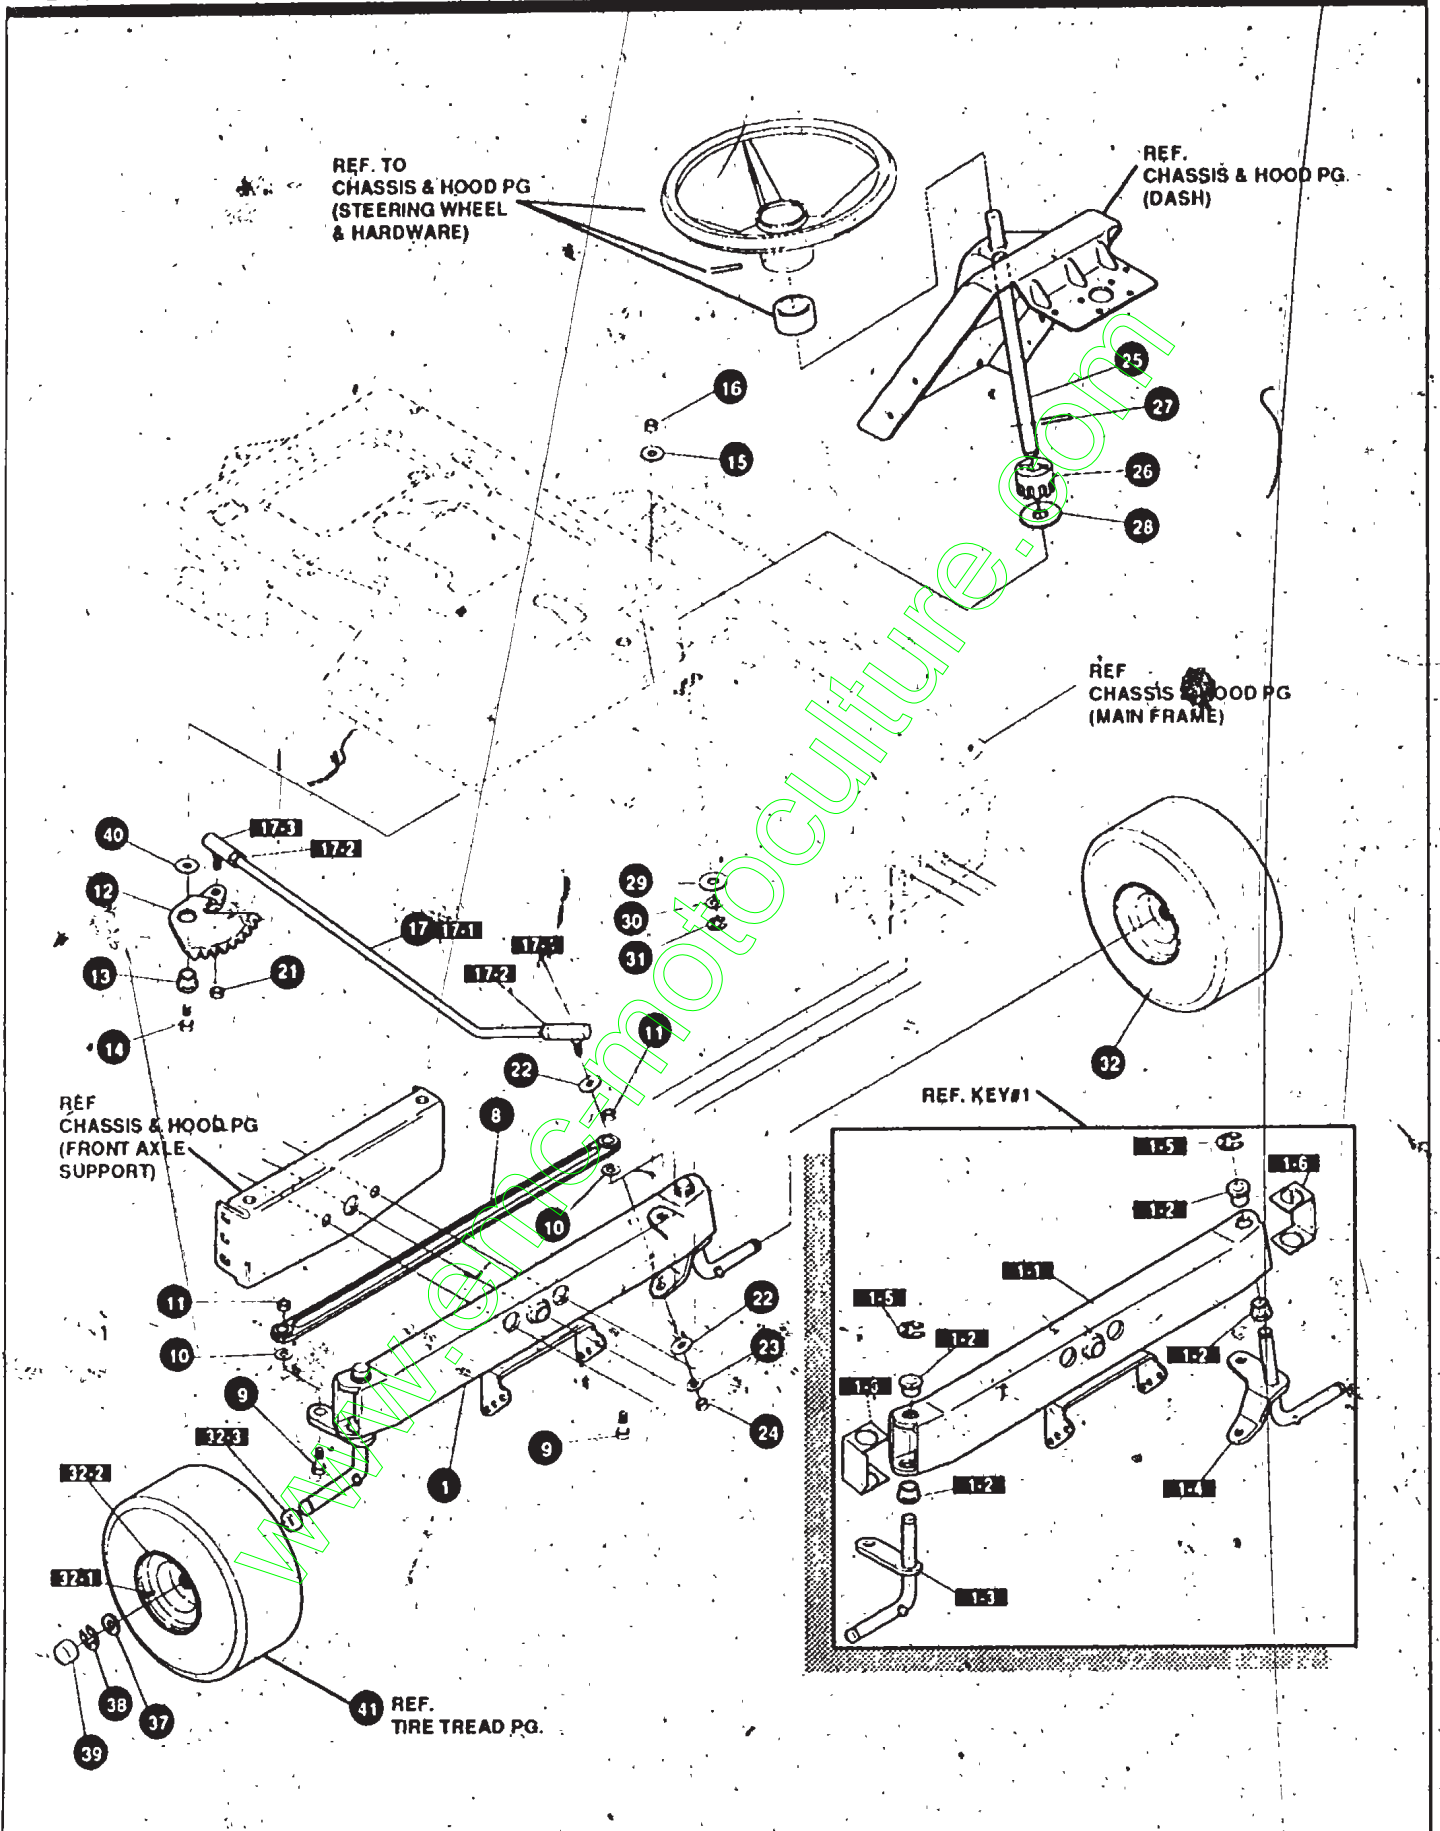 REF. TO
CHASSIS & HOOD PG
(STEERING WHEEL
& HARDWARE)
REF.
CHASSIS & HOOD PG.
(DASH)
25
27
16
15
26
28
REF
CHASSIS HOOD PG
(MAIN FRAME)
17-3
17-2
40
12
29
30
31
17
17-1
13
21
14
17-2
11
22
32
REF
CHASSIS & HOOD PG
(FRONT AXLE
SUPPORT)
8
REF. KEY#1
1-5
1-6
1-2
10
1-1
11
10
22
23
1-5
1-2
1-2
9
24
32-3
9
1
1-2
1-4
32-2
32-1
1-3
38
37
39
41
REF.
TIRE TREAD PG.
www.emc-motoculture.com